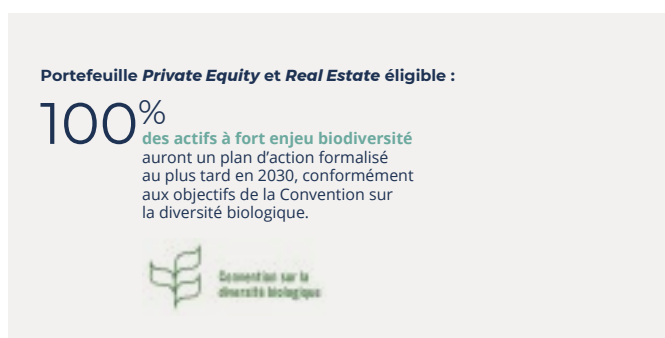 Portefeuille Private Equity et Real Estate éligible :
100%
des actifs à fort enjeu biodiversité
auront un plan d'action formalisé
au plus tard en 2030, conformément
aux objectifs de la Convention sur
la diversité biologique.
Convention sur la
diversité biologique